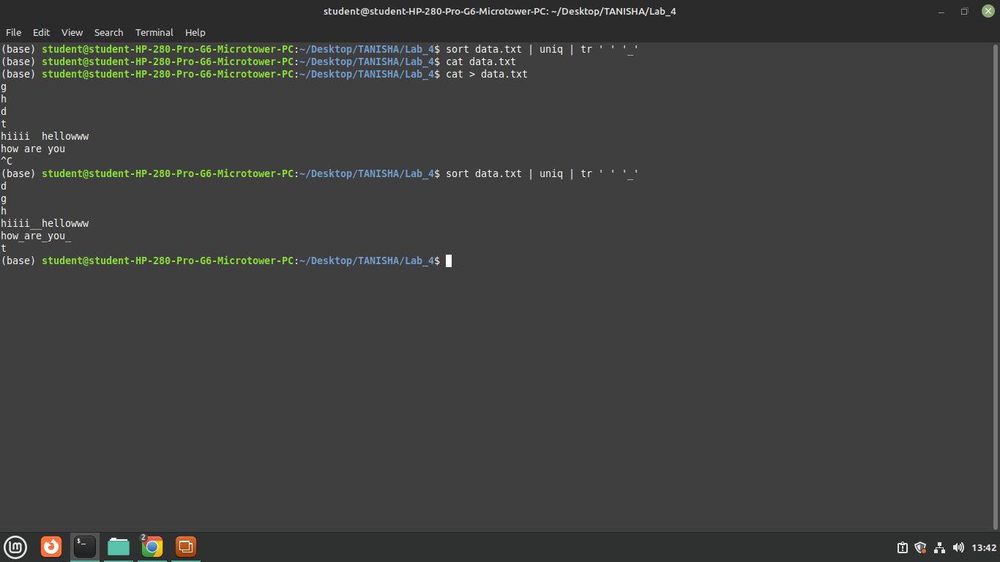 student@student-HP-280-Pro-G6-Microtower-PC: ~/Desktop/TANISHA/Lab_4
File Edit View Search Terminal Help
(base) student@student-HP-280-Pro-G6-Microtower-PC:~/Desktop/TANISHA/Lab_4$ sort data.txt | uniq | tr ' ' '_'
(base) student@student-HP-280-Pro-G6-Microtower-PC:~/Desktop/TANISHA/Lab_4$ cat data.txt
(base) student@student-HP-280-Pro-G6-Microtower-PC:~/Desktop/TANISHA/Lab_4$ cat > data.txt
g
h
d
t
hiiii  hellowww
how are you
^C
(base) student@student-HP-280-Pro-G6-Microtower-PC:~/Desktop/TANISHA/Lab_4$ sort data.txt | uniq | tr ' ' '_'
d
g
h
hiiii__hellowww
how_are_you_
t
(base) student@student-HP-280-Pro-G6-Microtower-PC:~/Desktop/TANISHA/Lab_4$
$_
2
13:42